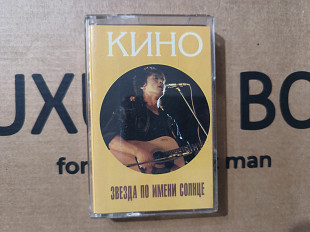 КИНО
UXU BO
for man
ЗВЕЗДА ПО ИМЕНИ СОЛНЦЕ